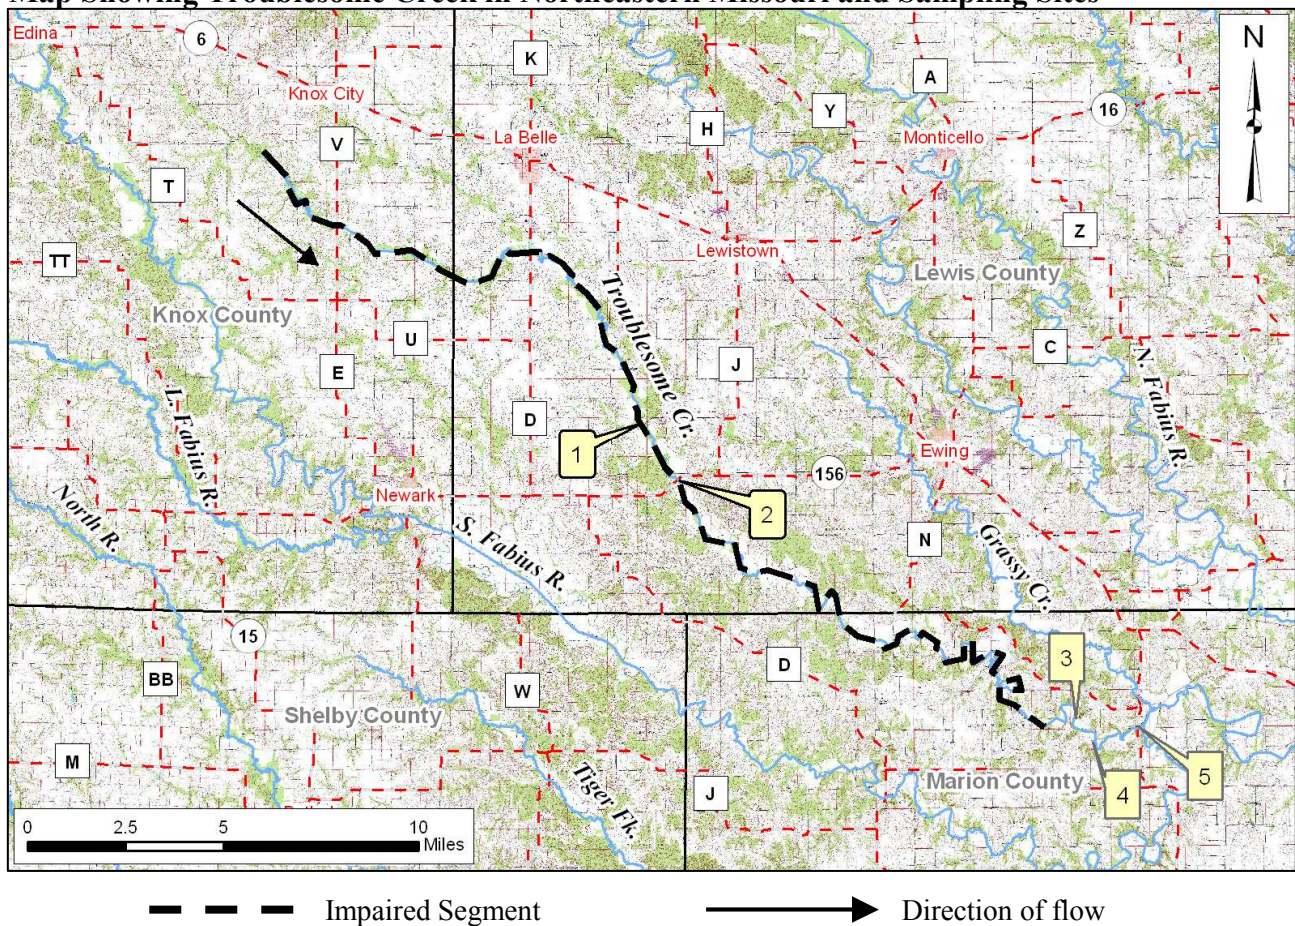 Map Showing Troublesome Creek in Northeastern Missouri and Sampling Sites
Edina
6
K
A
N
Knox City
V
H
Y
16
La Belle
Monticello
T
Z
TT
Lewistown
Lewis County
Knox County
Troublesome Cr.
U
C
E
J
N. Fabius R.
L. Fabius R.
D
1
156
Ewing
Newark
2
North R.
S. Fabius R.
N
Grassy Cr.
15
D
3
BB
W
Shelby County
M
Tiger Fk.
J
Marion County
4
5
0 2.5 5 10
Miles
Impaired Segment
Direction of flow